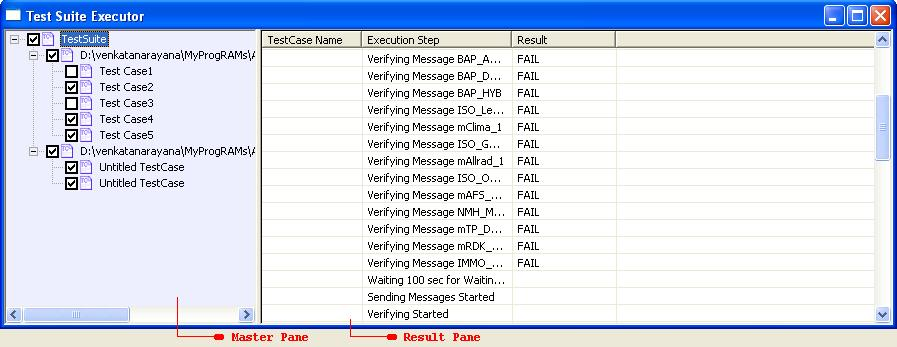 Test Suite Executor
TestSuite
D:\venkatanarayana\MyProgRAMs\A
Test Case1
Test Case2
Test Case3
Test Case4
Test Case5
D:\venkatanarayana\MyProgRAMs\A
Untitled TestCase
Untitled TestCase
TestCase Name Execution Step Result
Verifying Message BAP_A... FAIL
Verifying Message BAP_D... FAIL
Verifying Message BAP_HYB FAIL
Verifying Message ISO_Le... FAIL
Verifying Message mClima_1 FAIL
Verifying Message ISO_G... FAIL
Verifying Message mAllrad_1 FAIL
Verifying Message ISO_O... FAIL
Verifying Message mAFS_... FAIL
Verifying Message NMH_M... FAIL
Verifying Message mTP_D... FAIL
Verifying Message mRDK_... FAIL
Verifying Message IMMO_... FAIL
Waiting 100 sec for Waitin...
Sending Messages Started
Verifying Started
Master Pane
Result Pane